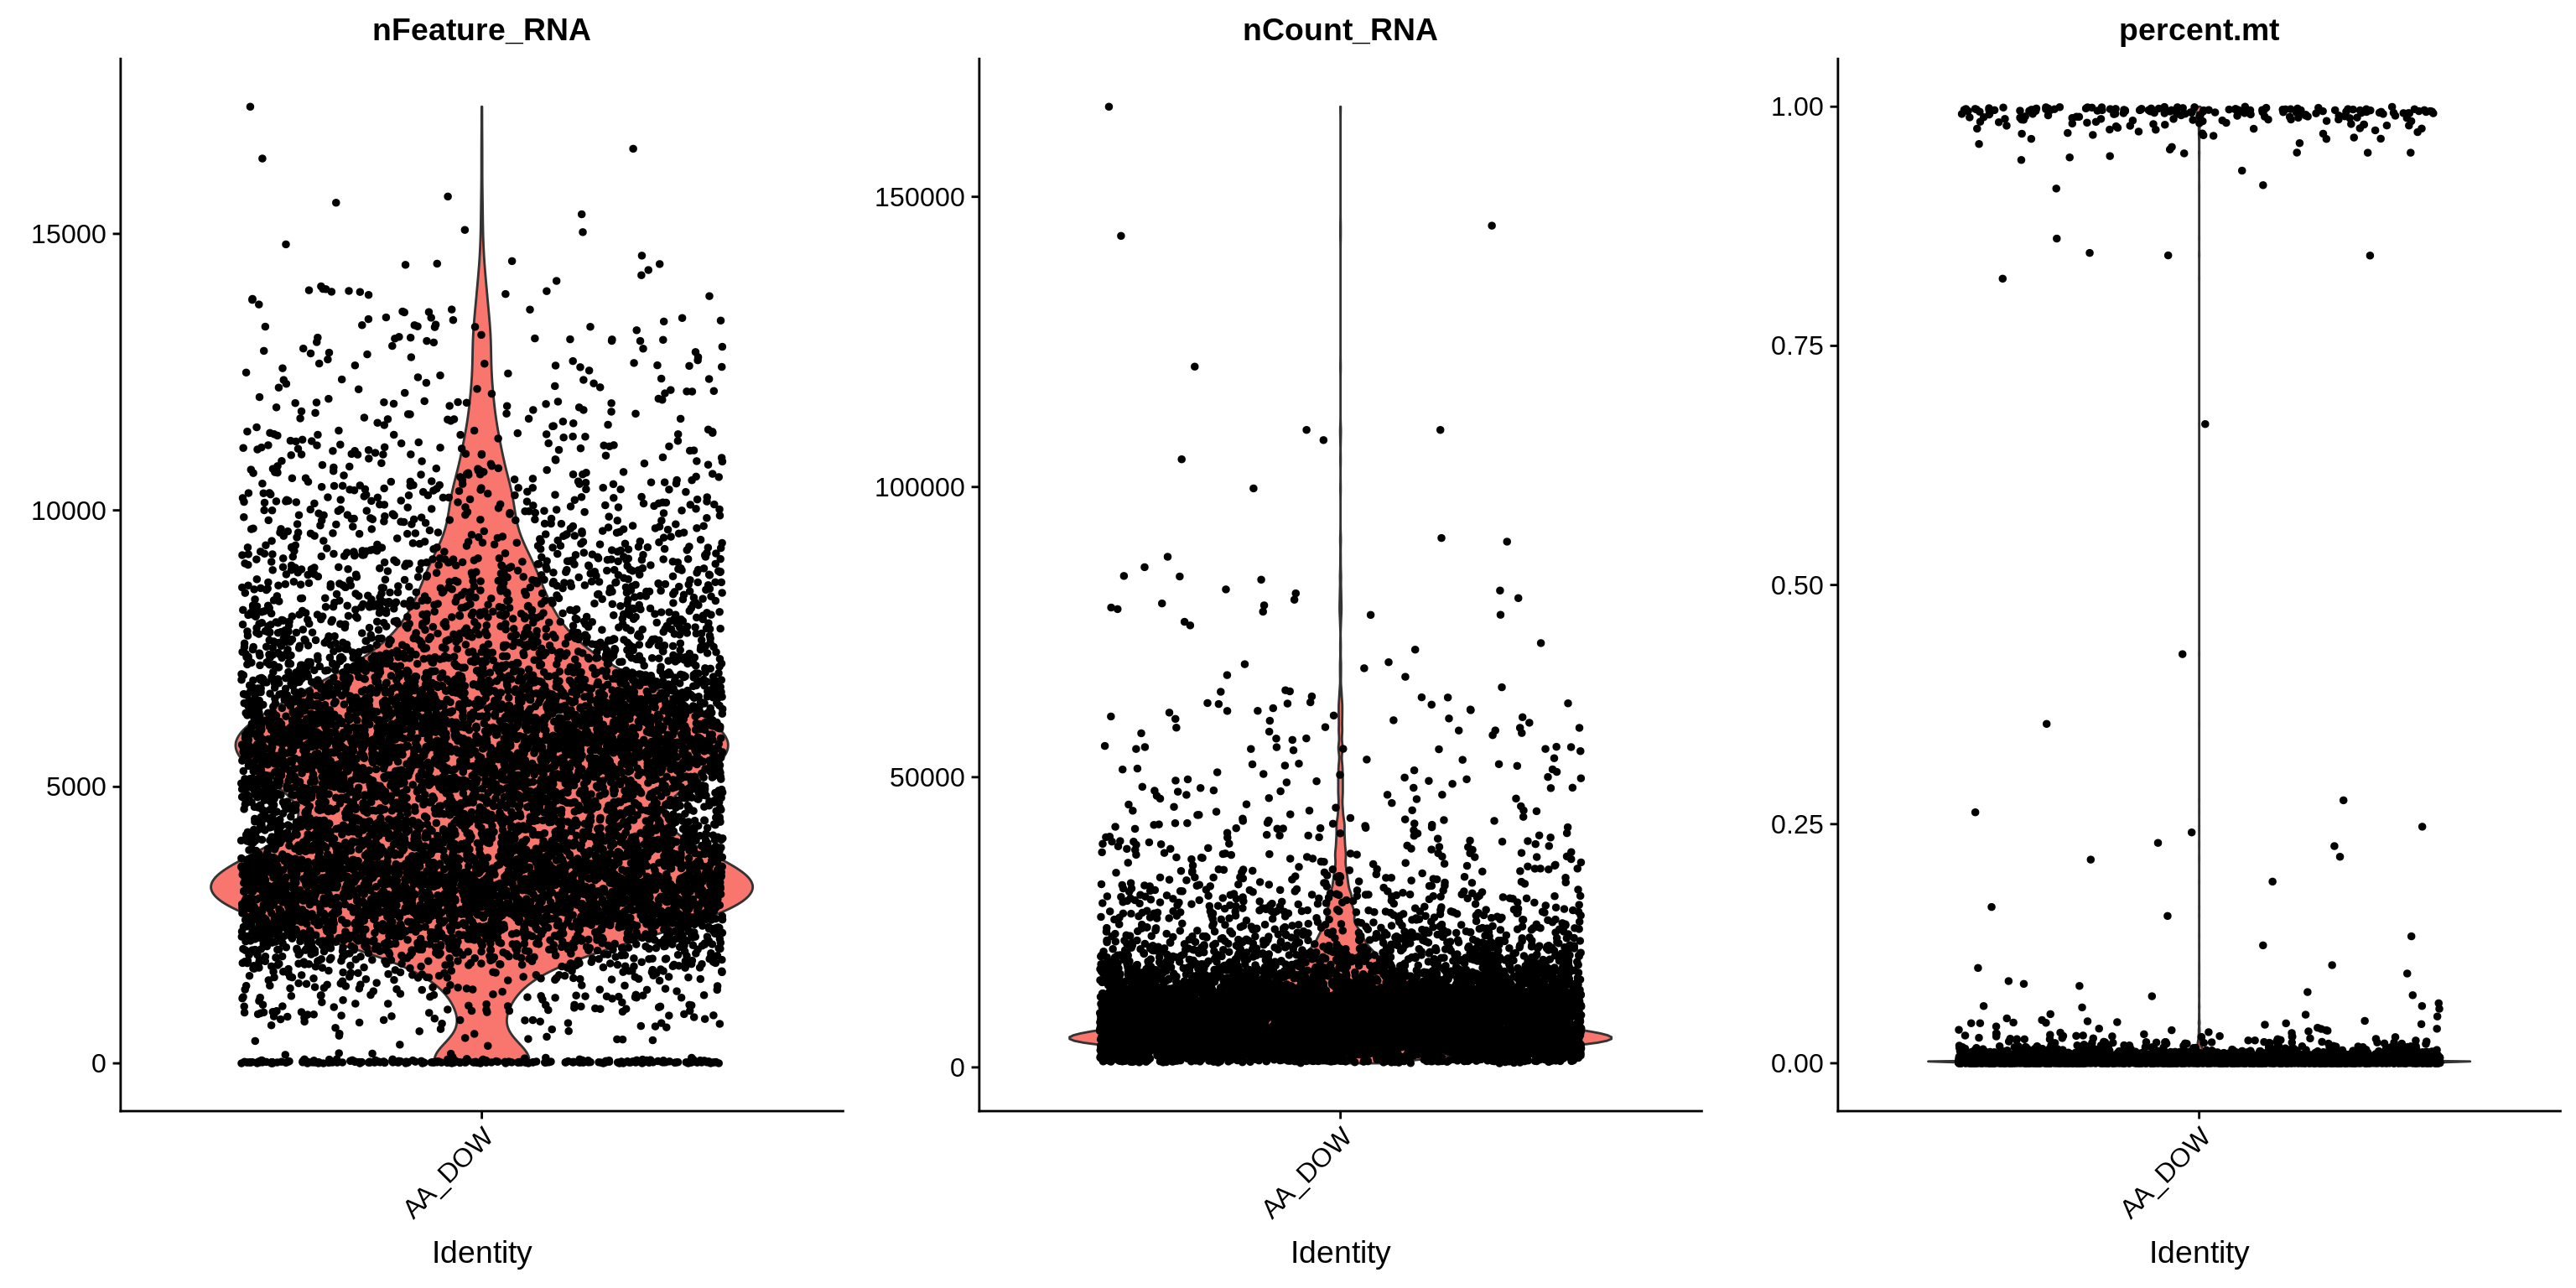 nFeature_RNA
15000
10000
5000
0
AA_DOW
Identity
nCount_RNA
150000
100000
50000
0
AA_DOW
Identity
percent.mt
1.00
0.75
0.50
0.25
0.00
AA_DOW
Identity